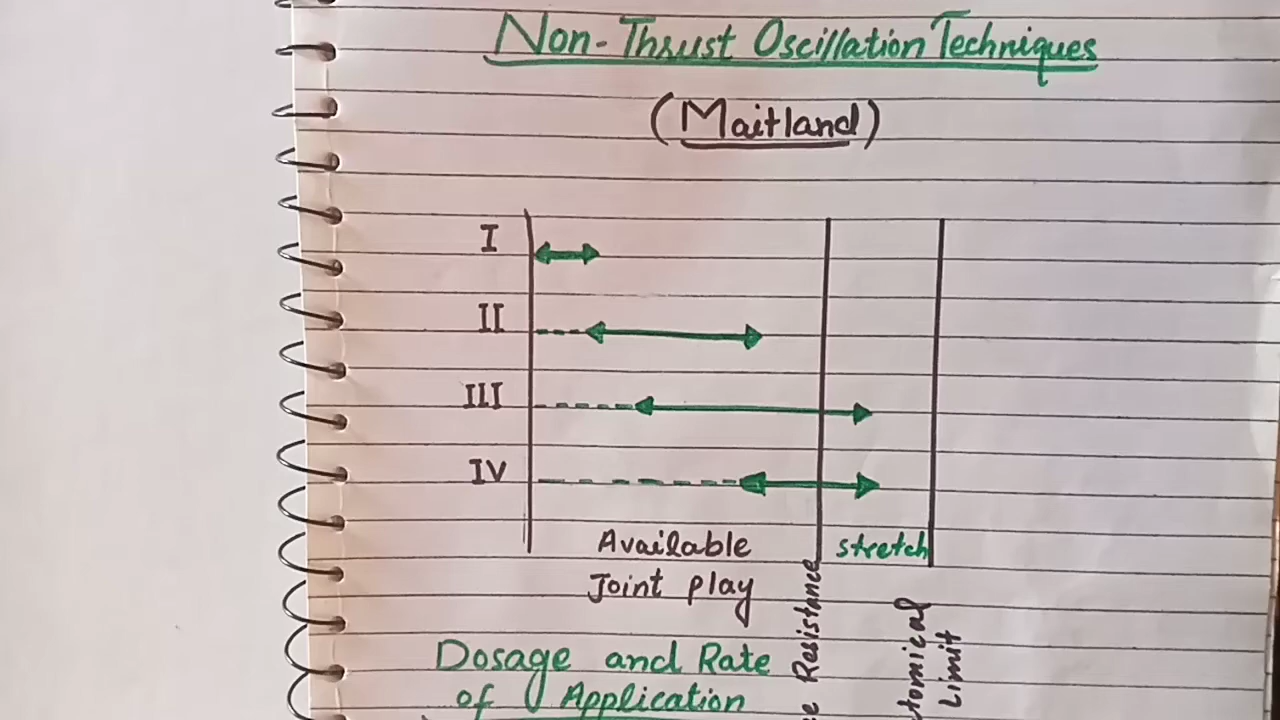 Non-Thrust Oscillation Techniques
(Maitland)
I
II
III
IV
Available
Joint play
stretch
Resistance
Limit
Dosage and Rate
of Application